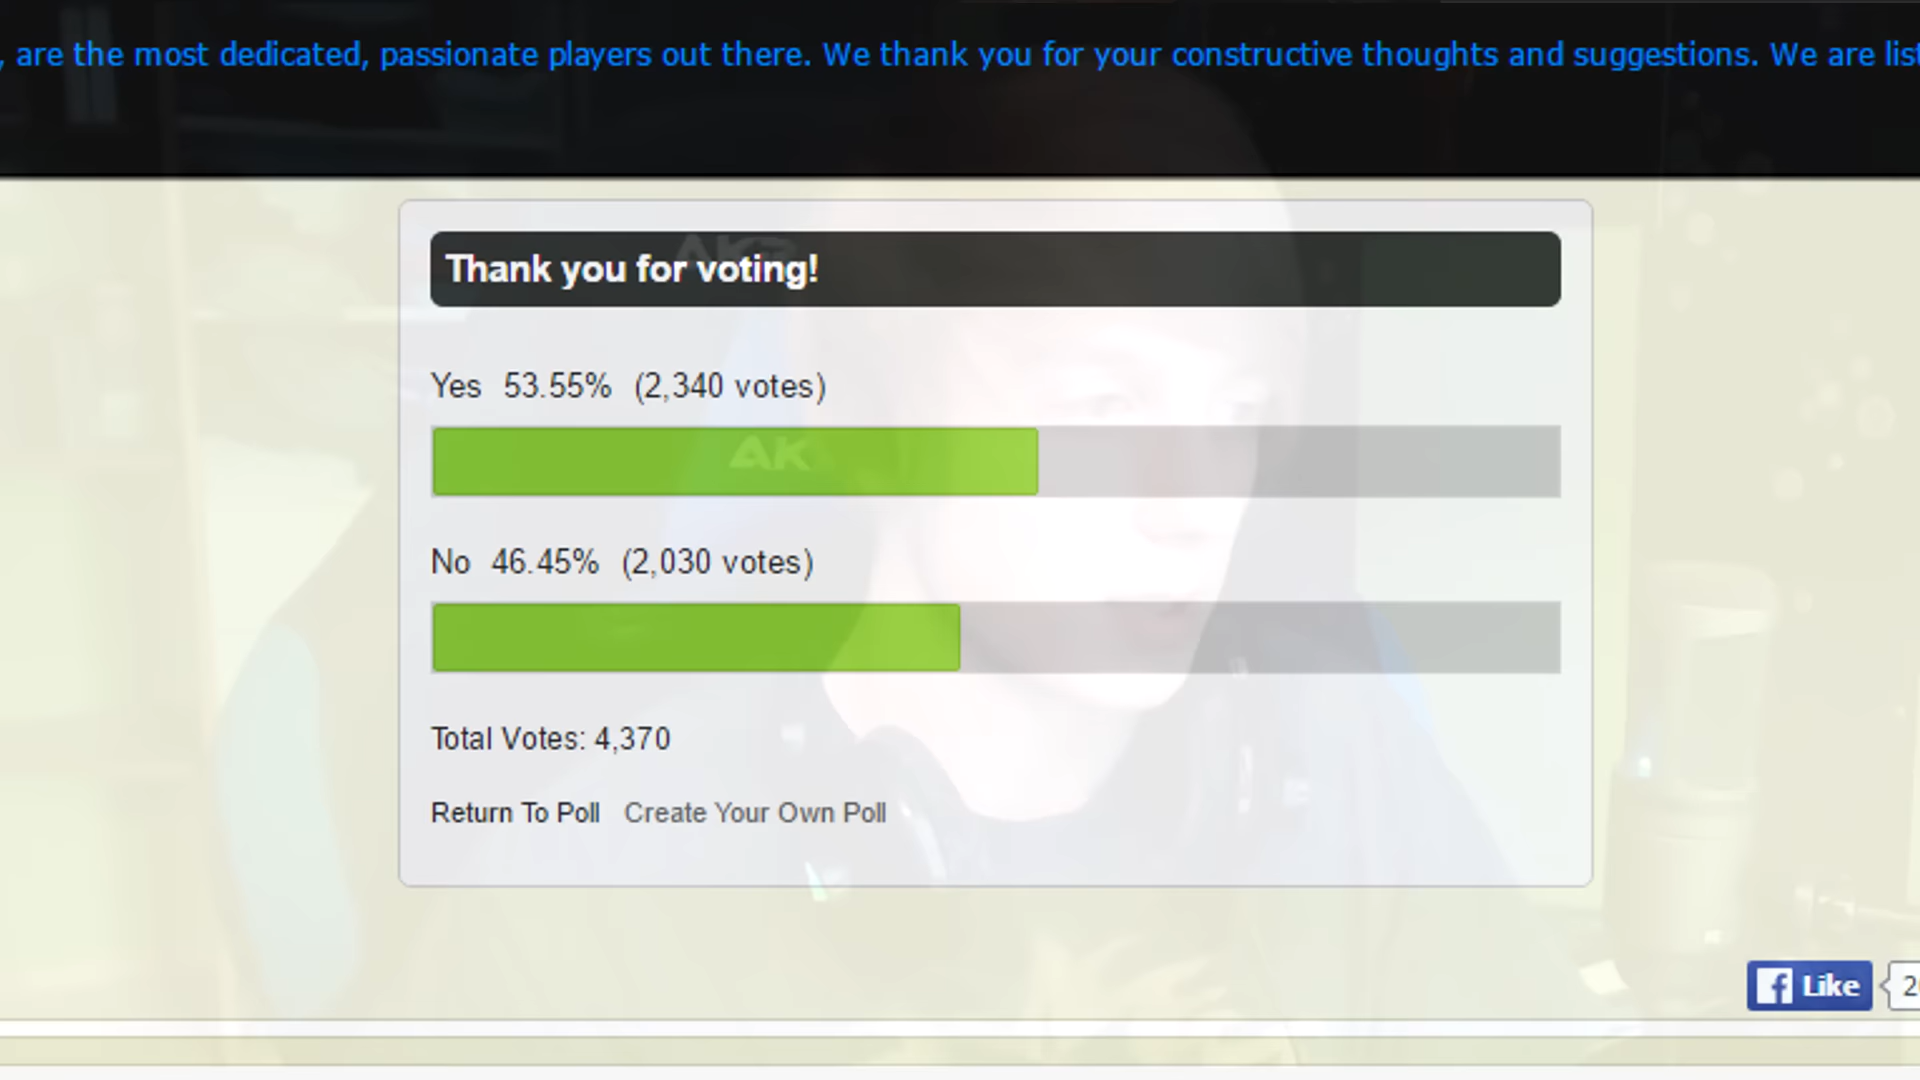 , are the most dedicated, passionate players out there. We thank you for your constructive thoughts and suggestions. We are
Thank you for voting!
Yes 53.55% (2,340 votes)
AK
No 46.45% (2,030 votes)
Total Votes: 4,370
Return To Poll Create Your Own Poll
Like